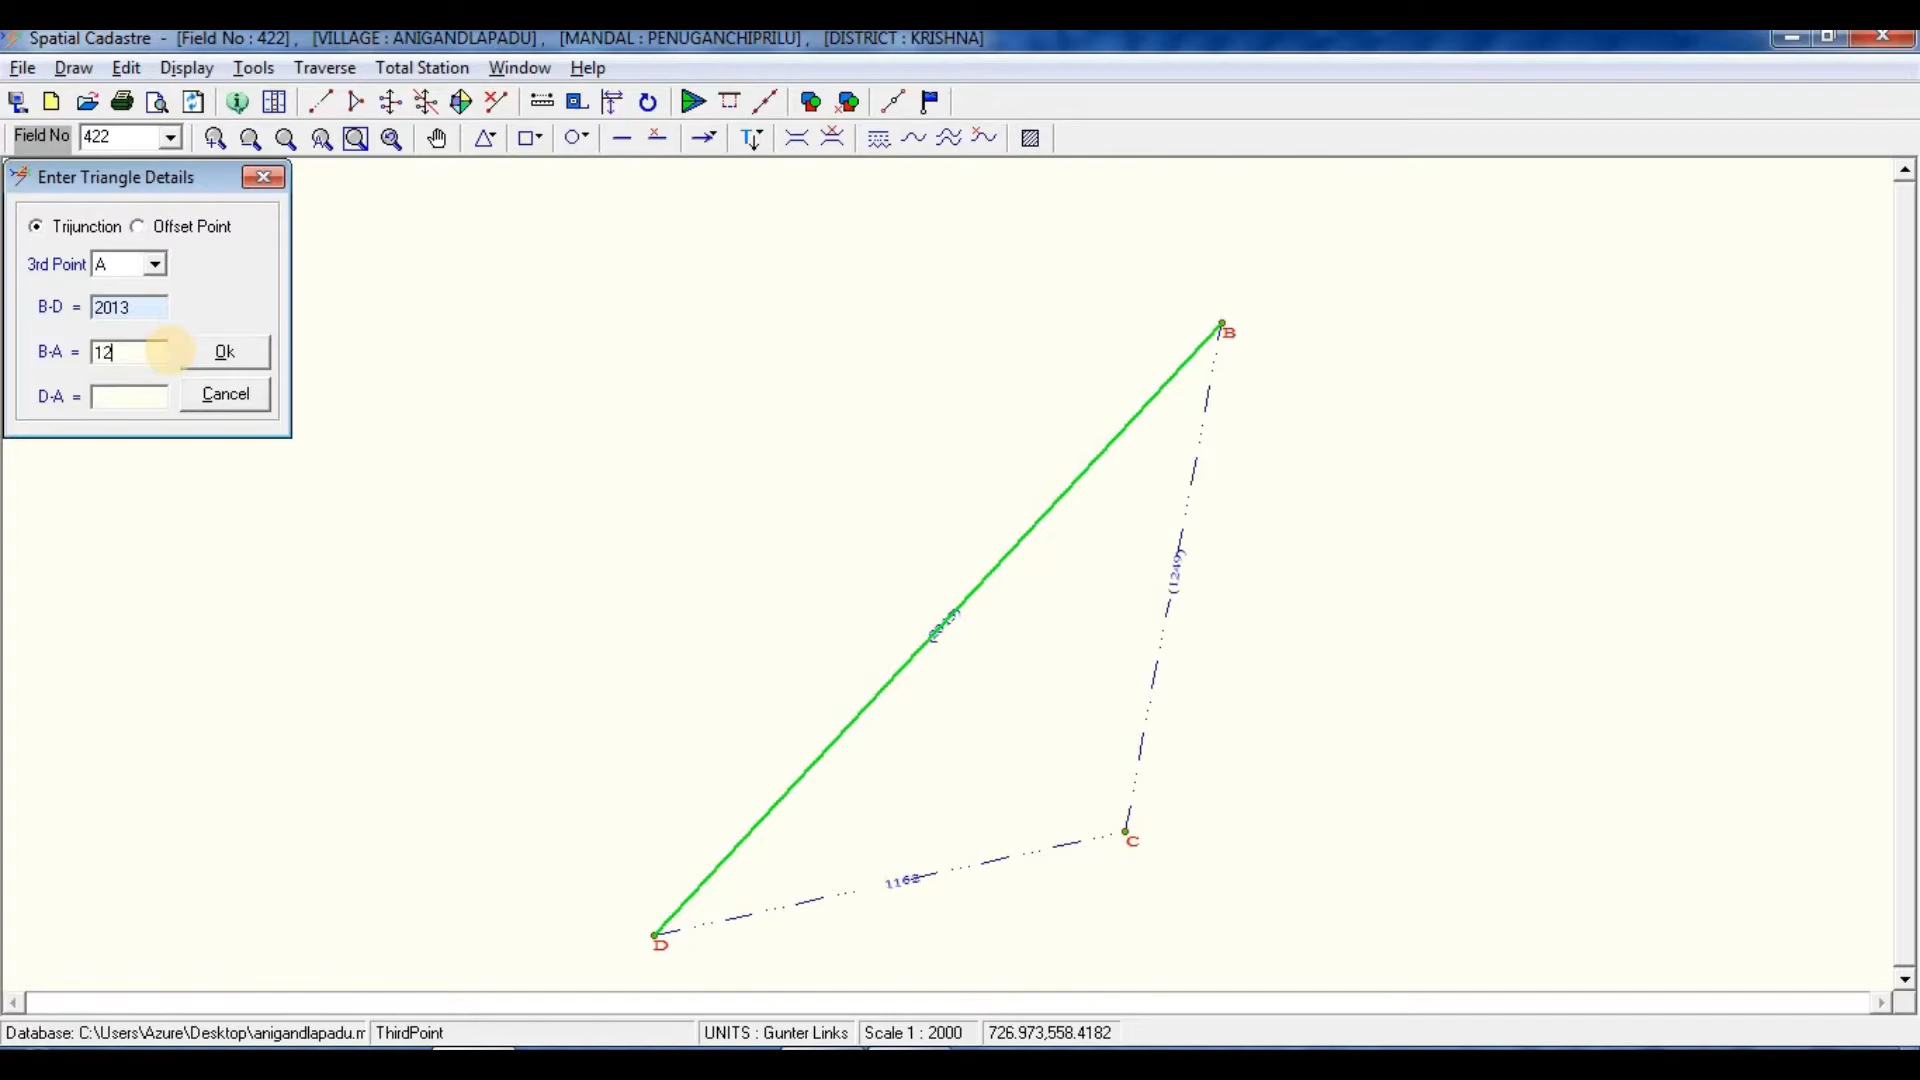 Spatial Cadastre - [Field No : 422] , [VILLAGE : ANIGANDLAPADU] , [MANDAL : PENUGANCHIPRILU] , [DISTRICT : KRISHNA]
File Draw Edit Display Tools Traverse Total Station Window Help
Field No 422
Enter Triangle Details
Trijunction Offset Point
3rd Point A
B-D = 2013
B-A = 12 Ok
D-A = Cancel
B
(1249)
C
1162
D
Database: C:\Users\Azure\Desktop\anigandlapadu.m ThirdPoint UNITS : Gunter Links Scale 1 : 2000 726.973,558.4182